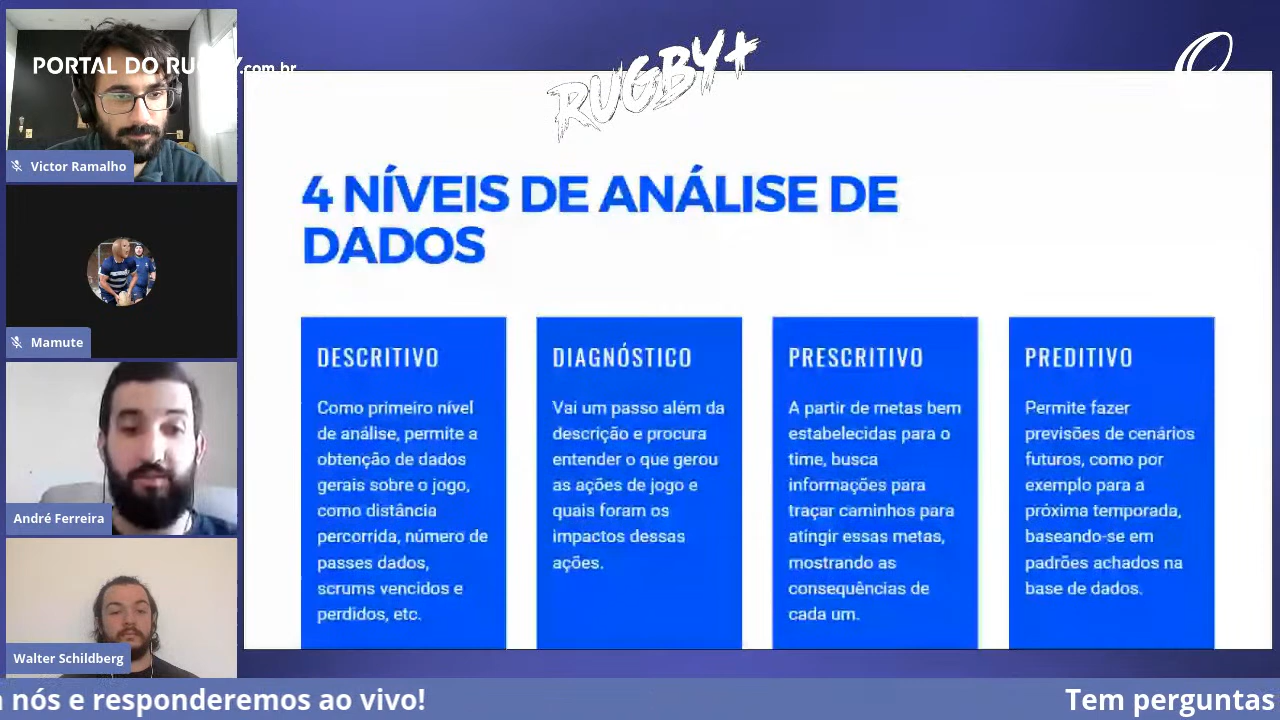 PORTAL DO RUGBY.com.br
RUGBY+
Victor Ramalho
Mamute
André Ferreira
Walter Schildberg
4 NÍVEIS DE ANÁLISE DE
DADOS
DESCRITIVO
Como primeiro nível
de análise, permite a
obtenção de dados
gerais sobre o jogo,
como distância
percorrida, número de
passes dados,
scrums vencidos e
perdidos, etc.
DIAGNÓSTICO
Vai um passo além da
descrição e procura
entender o que gerou
as ações de jogo e
quais foram os
impactos dessas
ações.
PRESCRITIVO
A partir de metas bem
estabelecidas para o
time, busca
informações para
traçar caminhos para
atingir essas metas,
mostrando as
consequências de
cada um.
PREDITIVO
Permite fazer
previsões de cenários
futuros, como por
exemplo para a
próxima temporada,
baseando-se em
padrões achados na
base de dados.
nós e responderemos ao vivo!
Tem perguntas